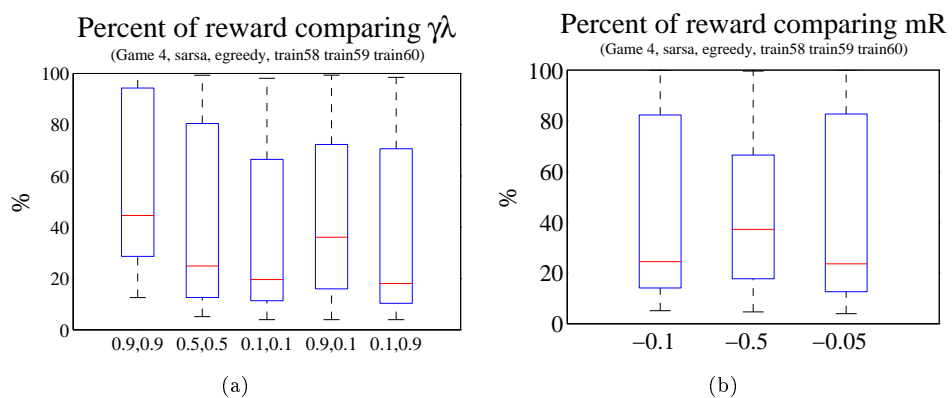 Percent of reward comparing γλ
(Game 4, sarsa, egreedy, train58 train59 train60)
100
80
60
40
20
0
%
0.9,0.9 0.5,0.5 0.1,0.1 0.9,0.1 0.1,0.9
(a)
Percent of reward comparing mR
(Game 4, sarsa, egreedy, train58 train59 train60)
100
80
60
40
20
0
%
−0.1 −0.5 −0.05
(b)